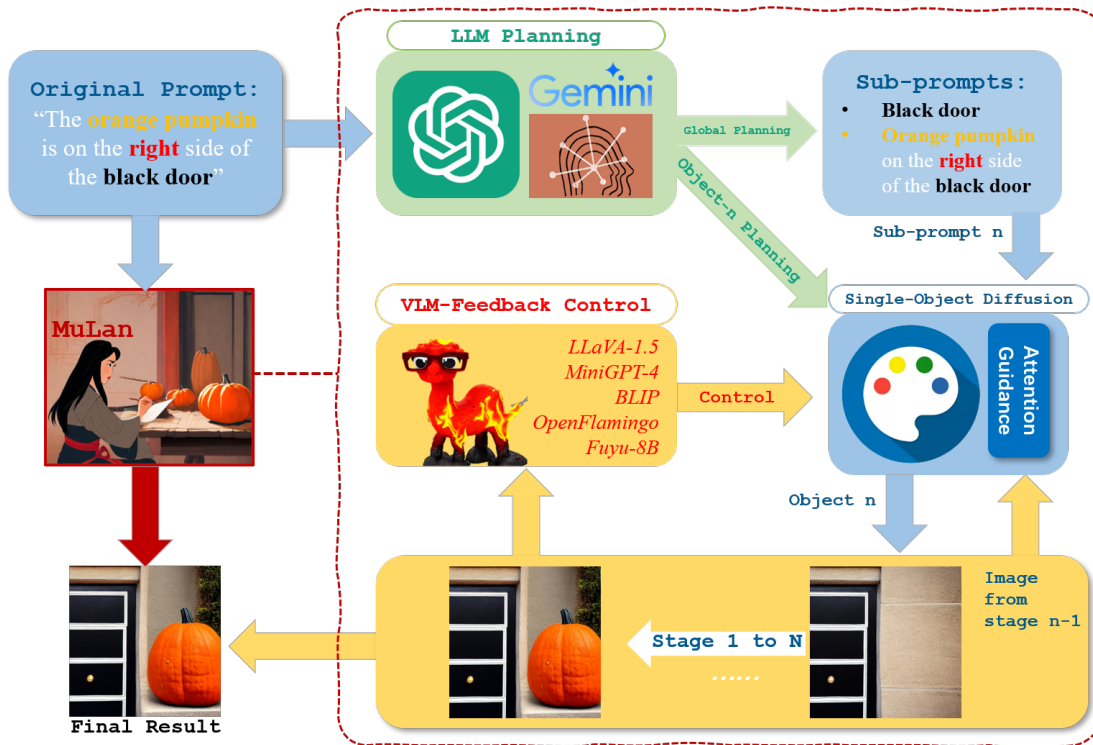 LLM Planning
Original Prompt:
“The orange pumpkin
is on the right side of
the black door”
Gemini
Global Planning
Object-n Planning
Sub-prompts:
• Black door
• Orange pumpkin
on the right side
of the black door
Sub-prompt n
MuLan
VLM-Feedback Control
LLaVA-1.5
MiniGPT-4
BLIP
OpenFlamingo
Fuyu-8B
Control
Single-Object Diffusion
Attention
Guidance
Object n
Stage 1 to N
......
Image
from
stage n-1
Final Result